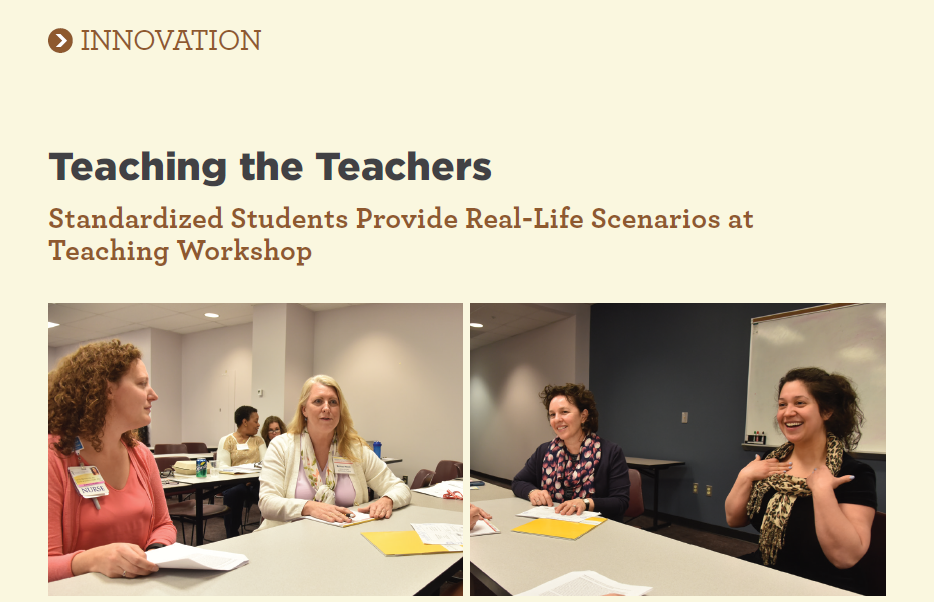 INNOVATION
Teaching the Teachers
Standardized Students Provide Real-Life Scenarios at
Teaching Workshop
NURSE